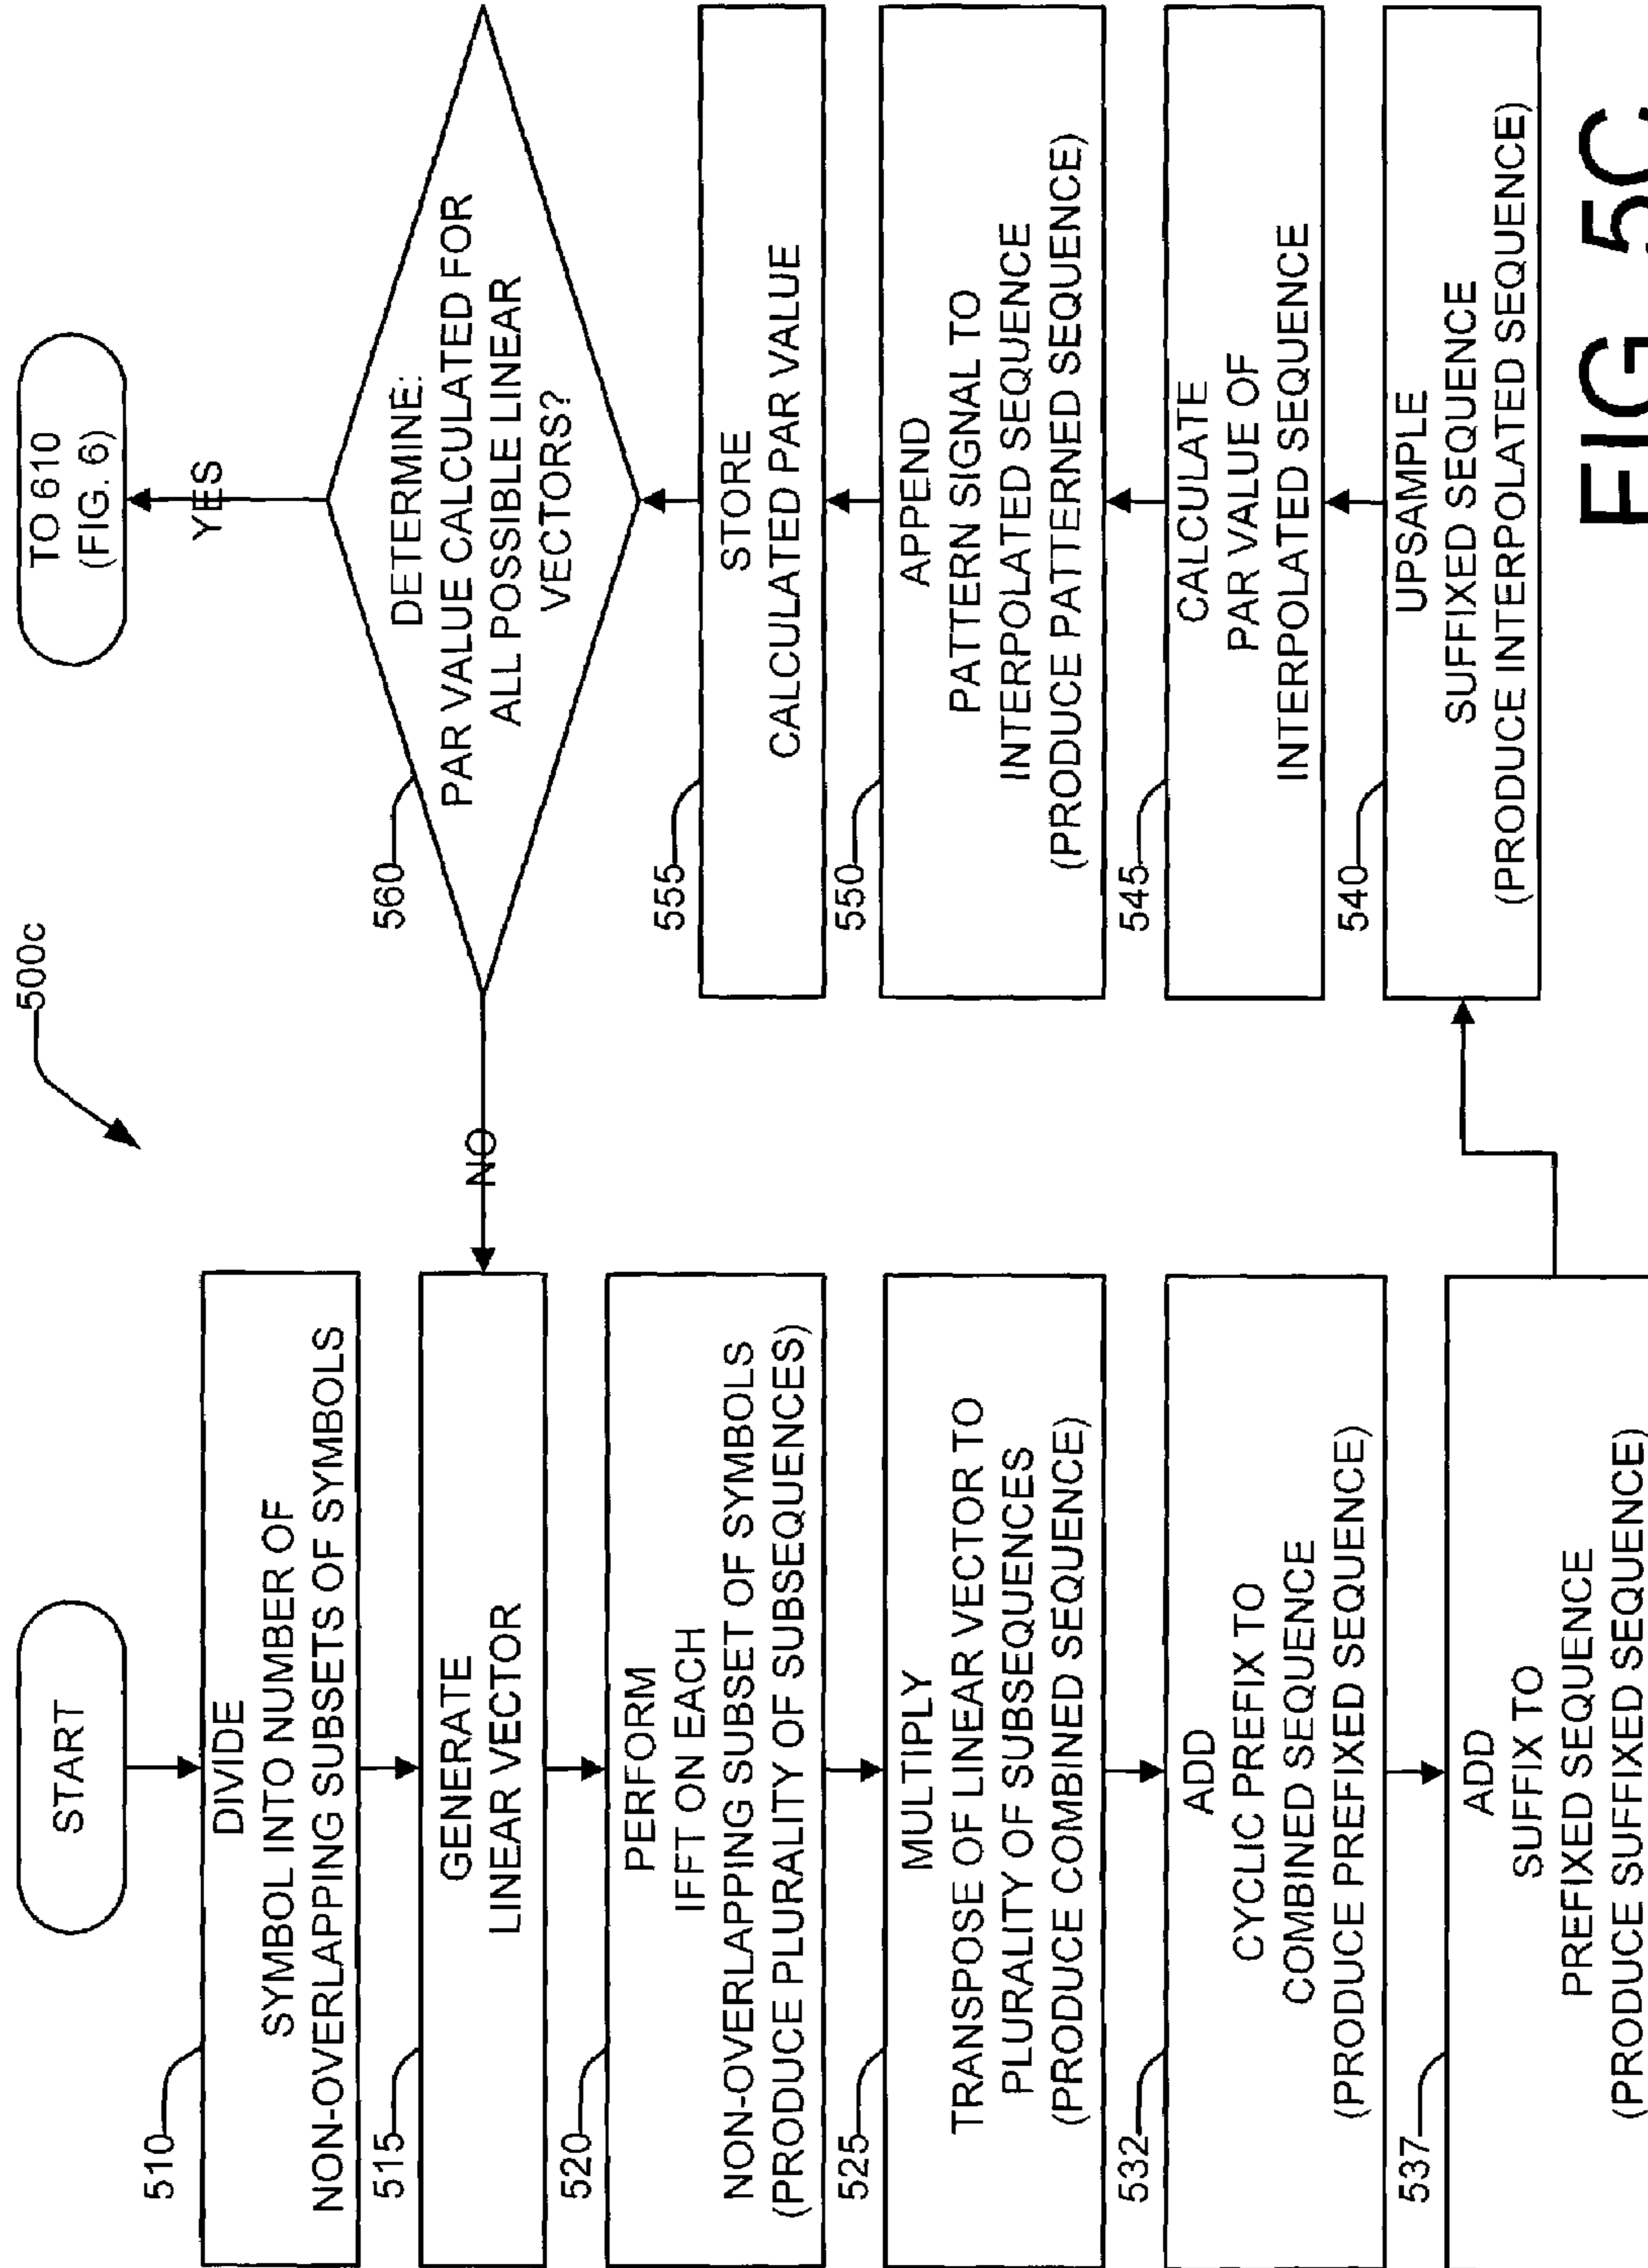 500c
START
510
DIVIDE
SYMBOL INTO NUMBER OF
NON-OVERLAPPING SUBSETS OF SYMBOLS
515
GENERATE
LINEAR VECTOR
520
PERFORM
IFFT ON EACH
NON-OVERLAPPING SUBSET OF SYMBOLS
(PRODUCE PLURALITY OF SUBSEQUENCES)
525
MULTIPLY
TRANSPOSE OF LINEAR VECTOR TO
PLURALITY OF SUBSEQUENCES
(PRODUCE COMBINED SEQUENCE)
532
ADD
CYCLIC PREFIX TO
COMBINED SEQUENCE
(PRODUCE PREFIXED SEQUENCE)
537
ADD
SUFFIX TO
PREFIXED SEQUENCE
(PRODUCE SUFFIXED SEQUENCE)
TO 610
(FIG. 6)
YES
560
DETERMINE:
PAR VALUE CALCULATED FOR
ALL POSSIBLE LINEAR
VECTORS?
NO
555
STORE
CALCULATED PAR VALUE
550
APPEND
PATTERN SIGNAL TO
INTERPOLATED SEQUENCE
(PRODUCE PATTERNED SEQUENCE)
545
CALCULATE
PAR VALUE OF
INTERPOLATED SEQUENCE
540
UPSAMPLE
SUFFIXED SEQUENCE
(PRODUCE INTERPOLATED SEQUENCE)
FIG. 5C